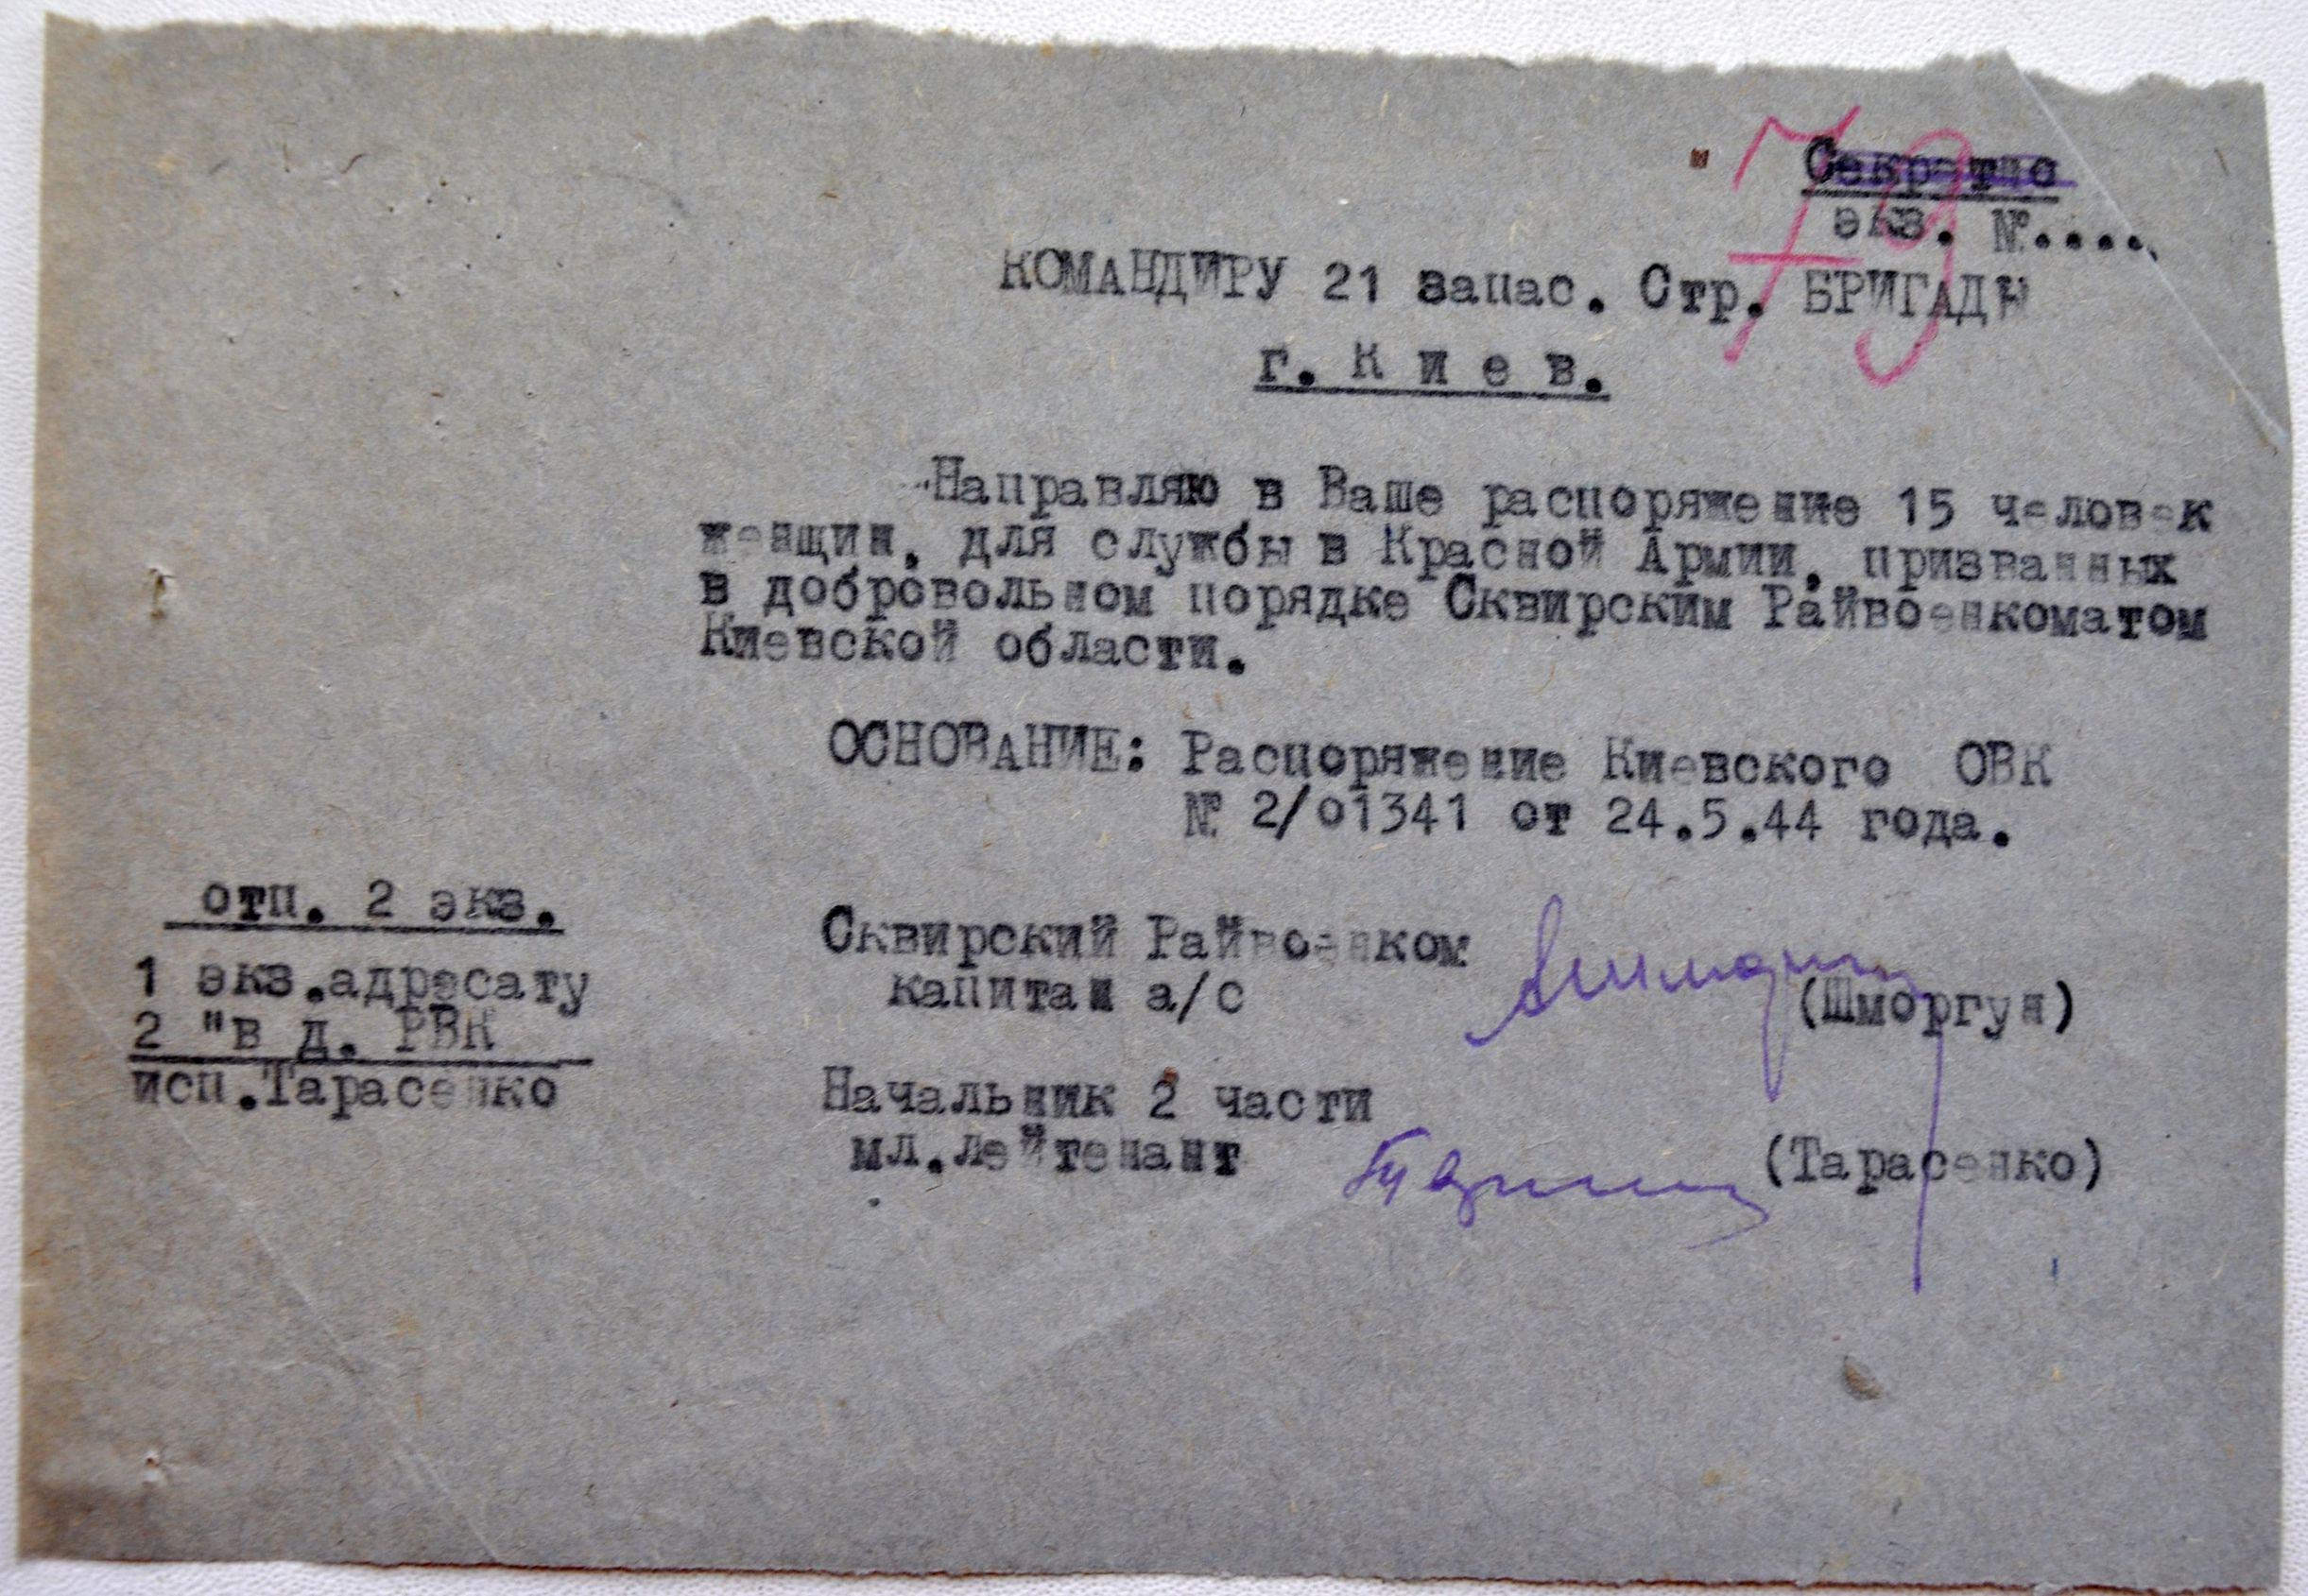 79
Секретно
экз. №....
КОМАНДИРУ 21 запас. Стр. БРИГАДЫ
г. К и е в.
Направляю в Ваше распоряжение 15 человек
женщин, для службы в Красной Армии, призванных
в добровольном порядке Сквирским Райвоенкоматом
Киевской области.
ОСНОВАНИЕ: Распоряжение Киевского ОВК
№ 2/01341 от 24.5.44 года.
отп. 2 экз.
1 экз.адресату
2 "в д. РВК
исп.Тарасенко
Сквирский Райвоенком
капитан а/с (Шморгун)
Начальник 2 части
мл.лейтенант (Тарасенко)